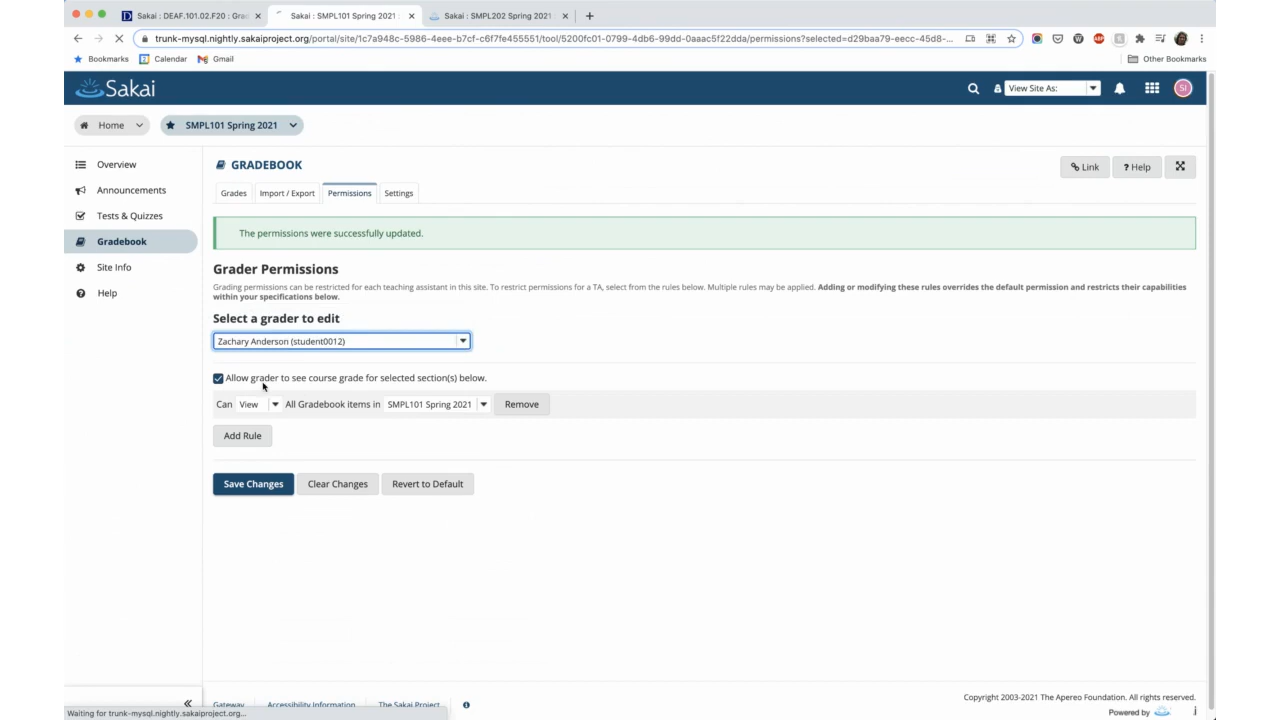 Sakai : DEAF.101.02.F20 : Grad
Sakai : SMPL101 Spring 2021 :
Sakai : SMPL202 Spring 2021 :
trunk-mysql.nightly.sakaiproject.org/portal/site/1c7a948c-5986-4eee-b7cf-c6f7fe455551/tool/5200fc01-0799-4db6-99dd-0aaac5f22dda/permissions?selected=d29baa79-eecc-45d8-...
Bookmarks
Calendar
Gmail
Other Bookmarks
Sakai
View Site As:
SI
Home
SMPL101 Spring 2021
Overview
Announcements
Tests & Quizzes
Gradebook
Site Info
Help
GRADEBOOK
Link
? Help
Grades
Import / Export
Permissions
Settings
The permissions were successfully updated.
Grader Permissions
Grading permissions can be restricted for each teaching assistant in this site. To restrict permissions for a TA, select from the rules below. Multiple rules may be applied. Adding or modifying these rules overrides the default permission and restricts their capabilities
within your specifications below.
Select a grader to edit
Zachary Anderson (student0012)
Allow grader to see course grade for selected section(s) below.
Can View All Gradebook items in SMPL101 Spring 2021 Remove
Add Rule
Save Changes
Clear Changes
Revert to Default
Gateway
Accessibility Information
The Sakai Project
Copyright 2003-2021 The Apereo Foundation. All rights reserved.
Powered by
Waiting for trunk-mysql.nightly.sakaiproject.org...